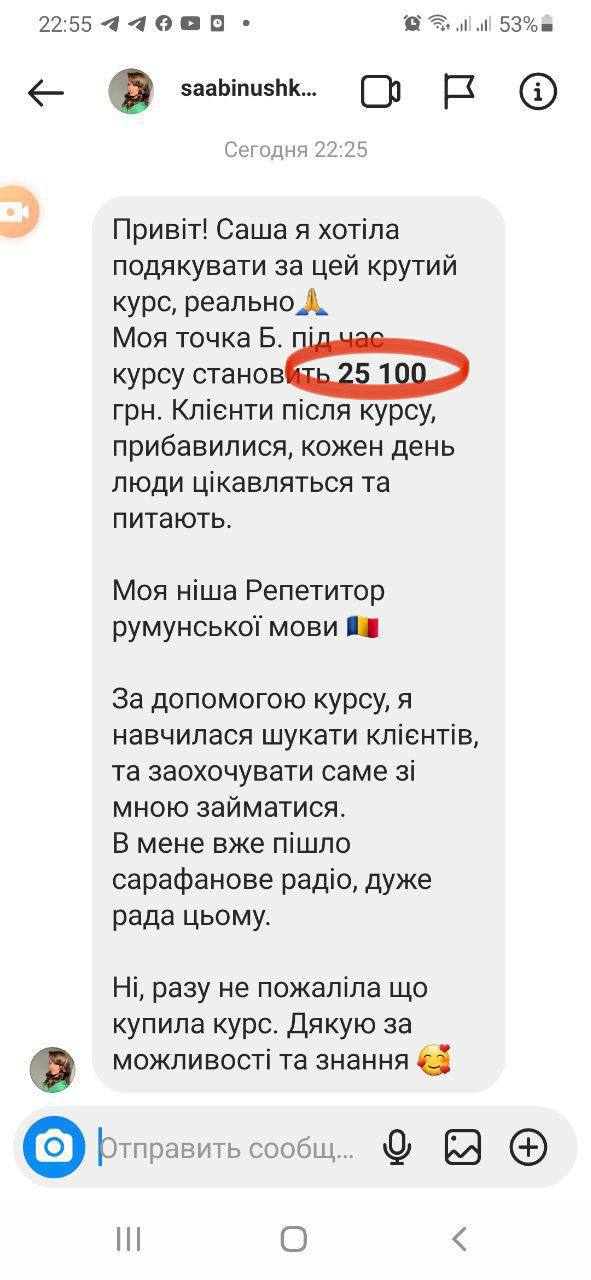 22:55
53%
saabinushk...
Сегодня 22:25
Привіт! Саша я хотіла
подякувати за цей крутий
курс, реально🙏
Моя точка Б. під час
курсу становить 25 100
грн. Клієнти після курсу,
прибавилися, кожен день
люди цікавляться та
питають.
Моя ніша Репетитор
румунської мови 🇷🇴
За допомогою курсу, я
навчилася шукати клієнтів,
та заохочувати саме зі
мною займатися.
В мене вже пішло
сарафанове радіо, дуже
рада цьому.
Ні, разу не пожаліла що
купила курс. Дякую за
можливості та знання 🥰
Отправить сообщ...